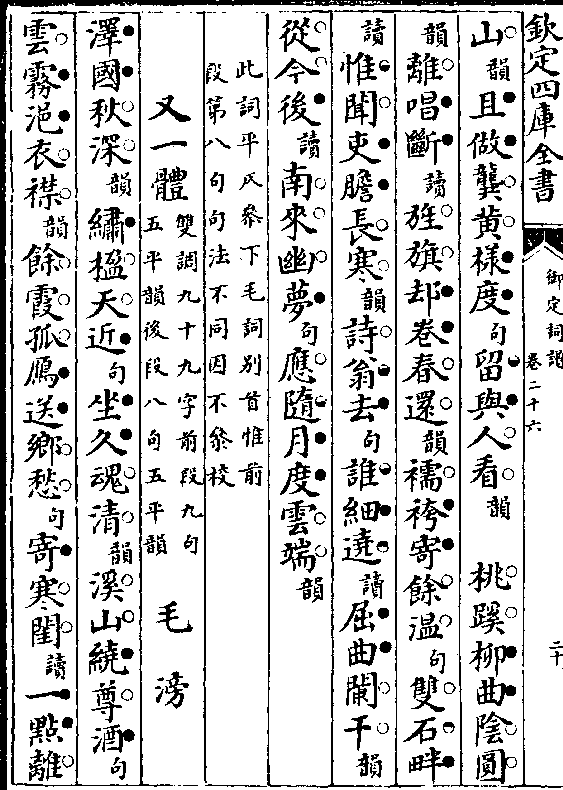 欽定四庫全書
御定詞譜
卷二十六
二十
山韻且做龔黄様度句留與人看韻　桃蹊柳曲陰圓
韻離唱斷讀旌旗却卷春還韻襦袴寄餘温句雙石畔
讀惟聞吏膽長寒韻詩翁去句誰細遶讀屈曲闌干韻
從今後讀南來幽夢句應隨月度雲端韻
此詞平仄叅下毛詞别首惟前
段第八句句法不同因不叅校
又一體雙調九十九字前段九句
五平韻後段八句五平韻　毛滂
澤國秋深韻繡楹天近句坐久魂清韻溪山繞尊酒句
雲霧浥衣襟韻餘霞孤鴈送鄉愁句寄寒閨讀一點離